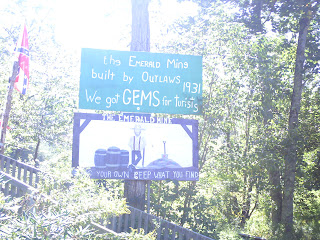 the EMERALD Mine
built by OUTLAWS 1931
We got GEMS for turists
THE EMERALD MINE
YOUR OWN KEEP WHAT YOU FIND